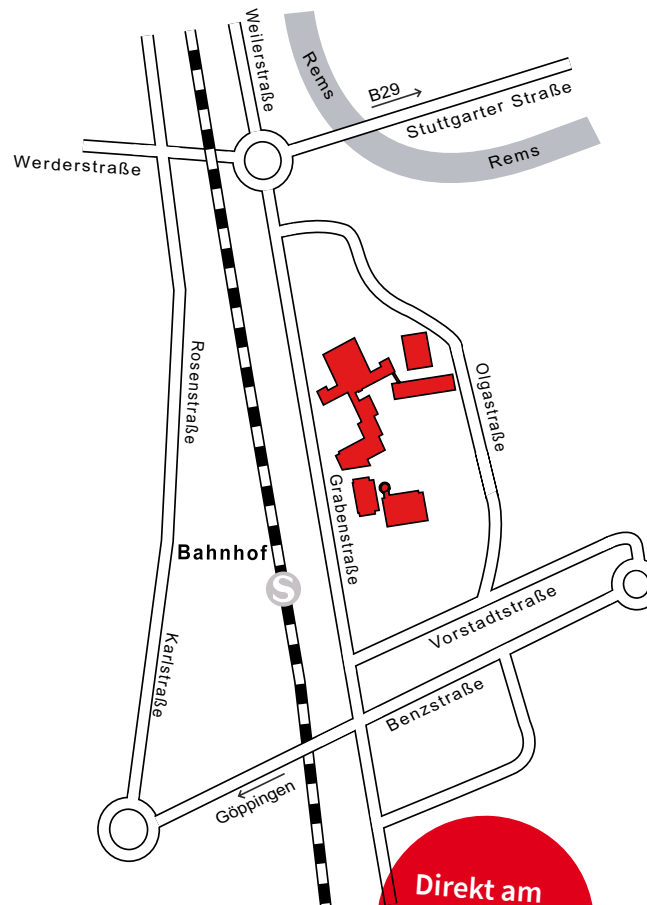 Weilerstraße
Rems
B29
Stuttgarter Straße
Rems
Werderstraße
Rosenstraße
Olgastraße
Grabenstraße
Bahnhof
S
Vorstadtstraße
Karlstraße
Benzstraße
Göppingen
Direkt am